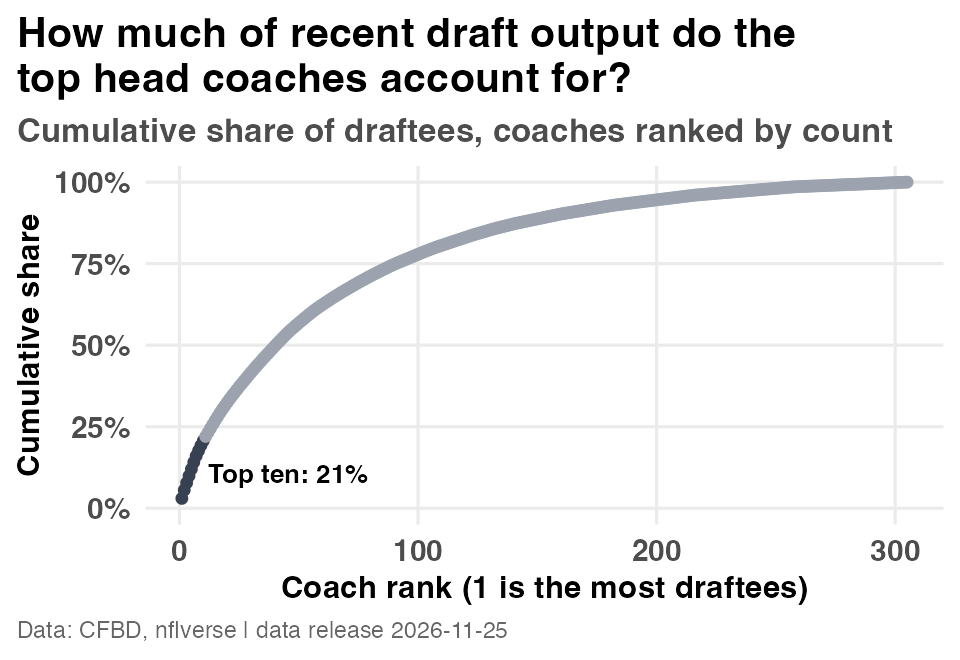 How much of recent draft output do the
top head coaches account for?
Cumulative share of draftees, coaches ranked by count
100%
75%
50%
25%
0%
Cumulative share
Top ten: 21%
0
100
200
300
Coach rank (1 is the most draftees)
Data: CFBD, nflverse | data release 2026-11-25